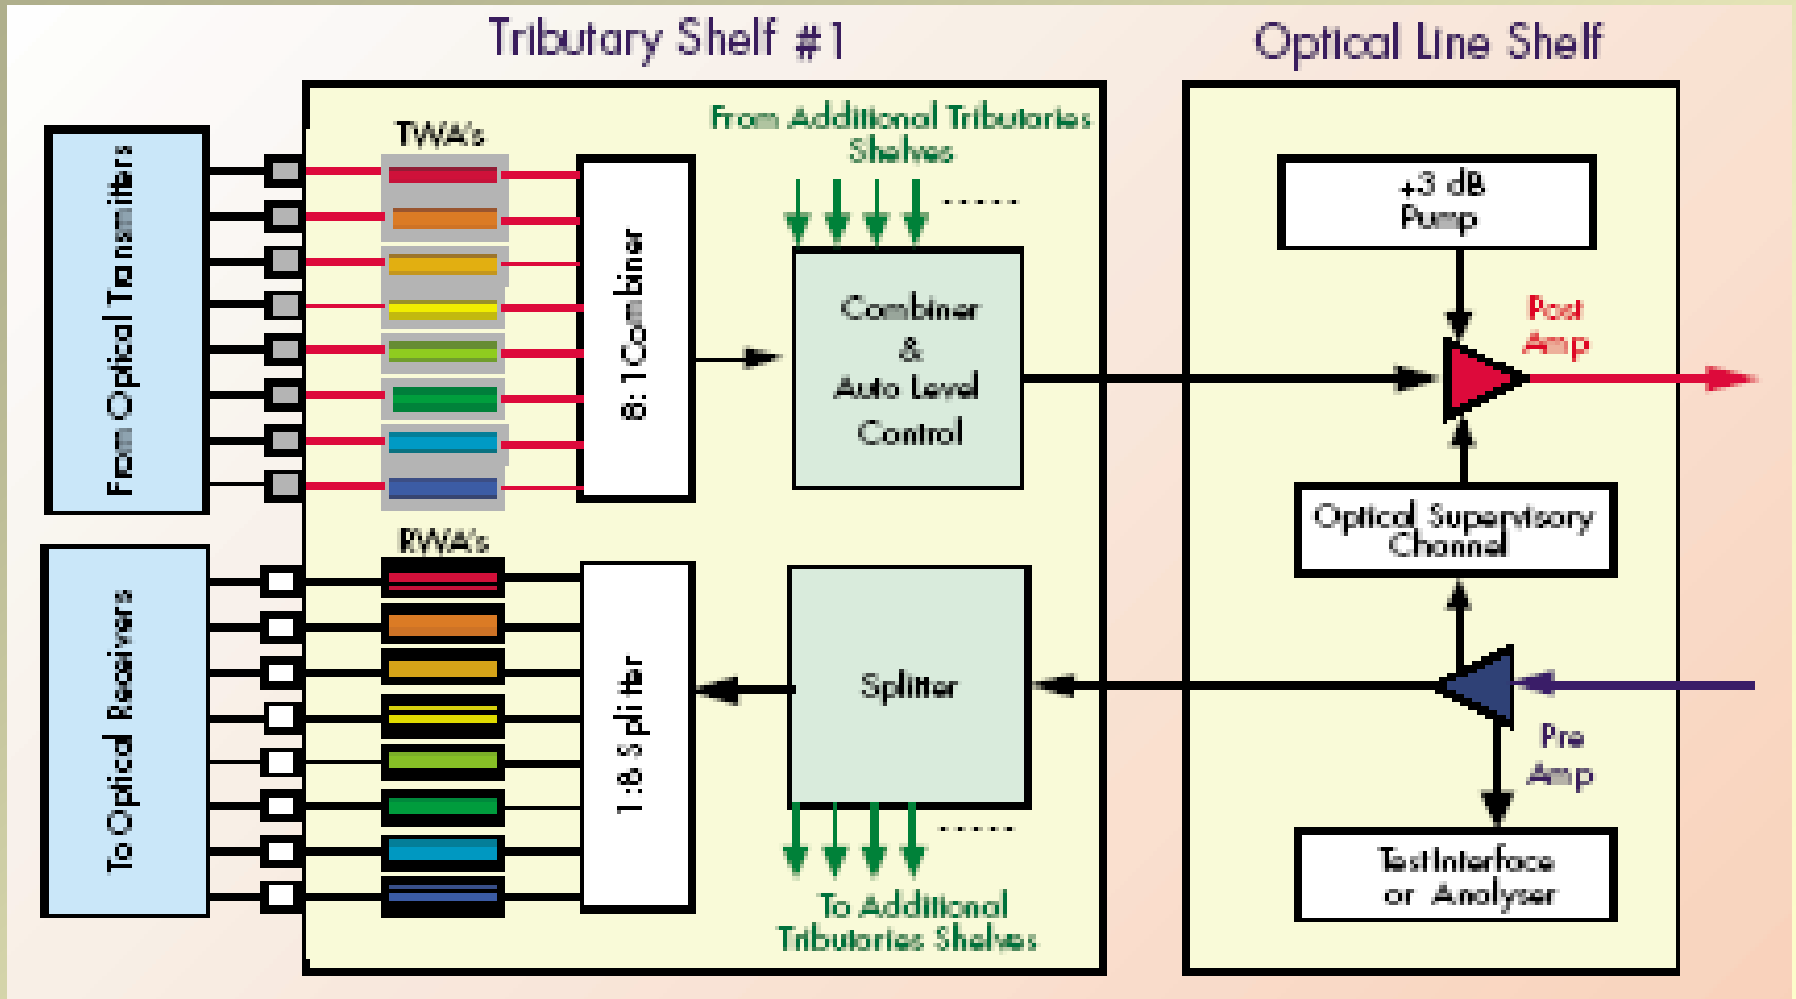 Tributary Shelf #1
Optical Line Shelf
From Optical Transmitters
TWA's
8:1 Combiner
From Additional Tributaries
Shelves
.....
Combiner
&
Auto Level
Control
+3 dB
Pump
Post
Amp
Optical Supervisory
Channel
To Optical Receivers
RWA's
1:8 Splitter
Splitter
.....
To Additional
Tributaries Shelves
Pre
Amp
TestInterface
or Analyser